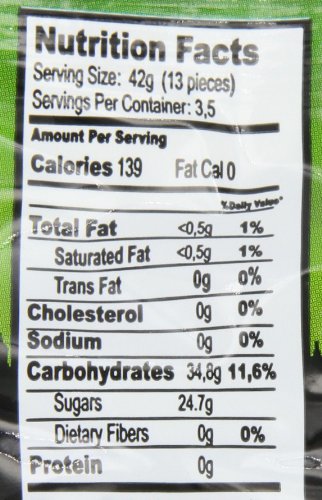 Nutrition Facts
Serving Size: 42g (13 pieces)
Servings Per Container: 3,5
Amount Per Serving
Calories 139 Fat Cal 0
% Daily Value*
Total Fat <0,5g 1%
Saturated Fat <0,5g 1%
Trans Fat 0g 0%
Cholesterol 0g 0%
Sodium 0g 0%
Carbohydrates 34,8g 11,6%
Sugars 24.7g
Dietary Fibers 0g 0%
Protein 0g